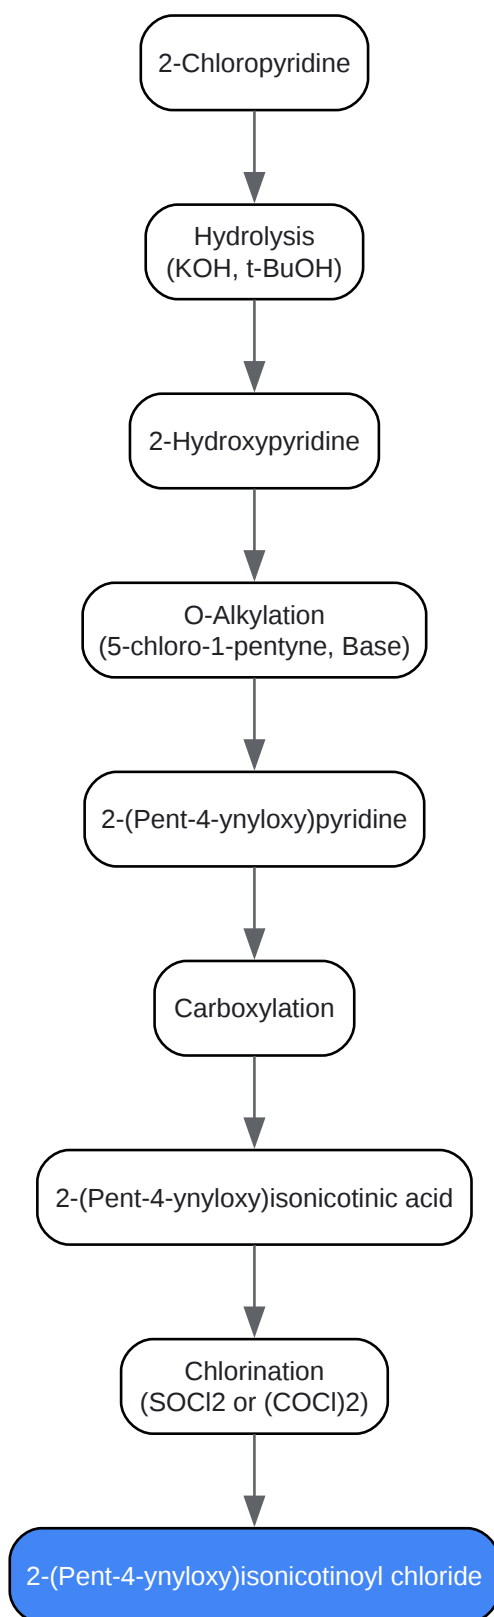 2-Chloropyridine
Hydrolysis
(KOH, t-BuOH)
2-Hydroxypyridine
O-Alkylation
(5-chloro-1-pentyne, Base)
2-(Pent-4-ynyloxy)pyridine
Carboxylation
2-(Pent-4-ynyloxy)isonicotinic acid
Chlorination
(SOCl2 or (COCl)2)
2-(Pent-4-ynyloxy)isonicotinoyl chloride